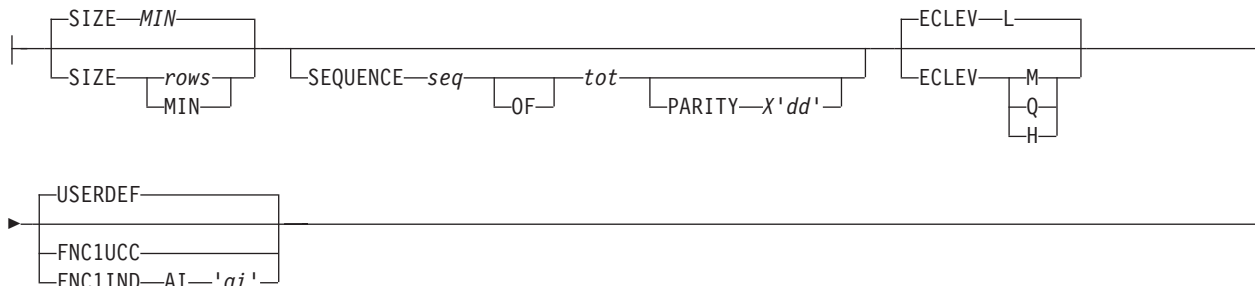 SIZE MIN ECLEV L
SIZE rows SEQUENCE seq tot ECLEV M
MIN OF PARITY X'dd' Q
H
USERDEF
FNC1UCC
FNC1IND AI 'ai'